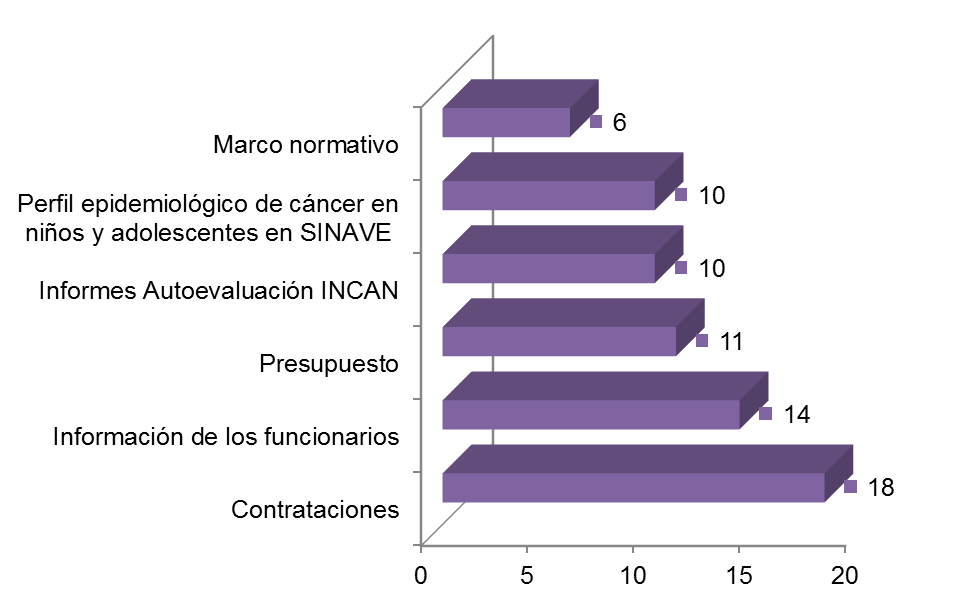 6
Marco normativo
10
Perfil epidemiológico de cáncer en
niños y adolescentes en SINAVE
10
Informes Autoevaluación INCAN
11
Presupuesto
14
Información de los funcionarios
18
Contrataciones
0 5 10 15 20